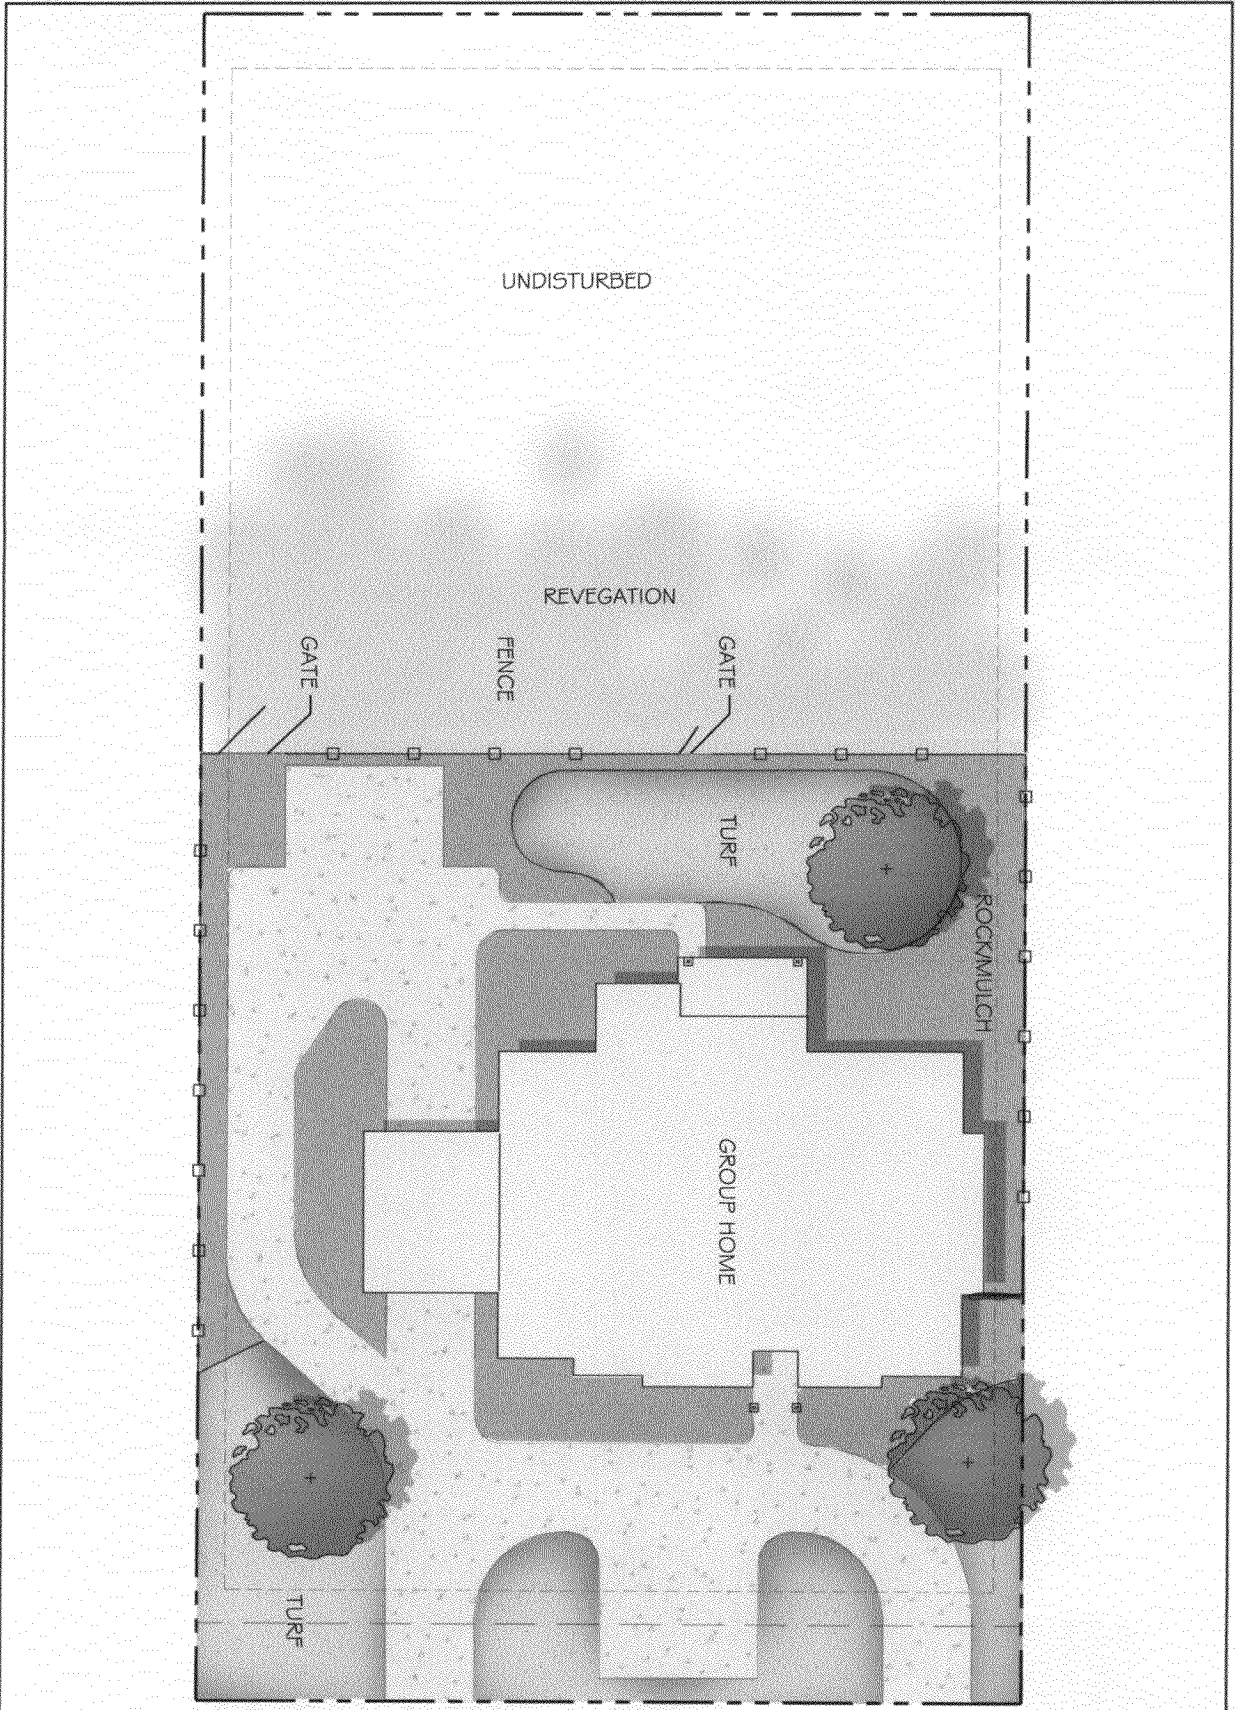 UNDISTURBED
REVEGATION
GATE
FENCE
GATE
TURF
ROCK/MULCH
GROUP HOME
TURF